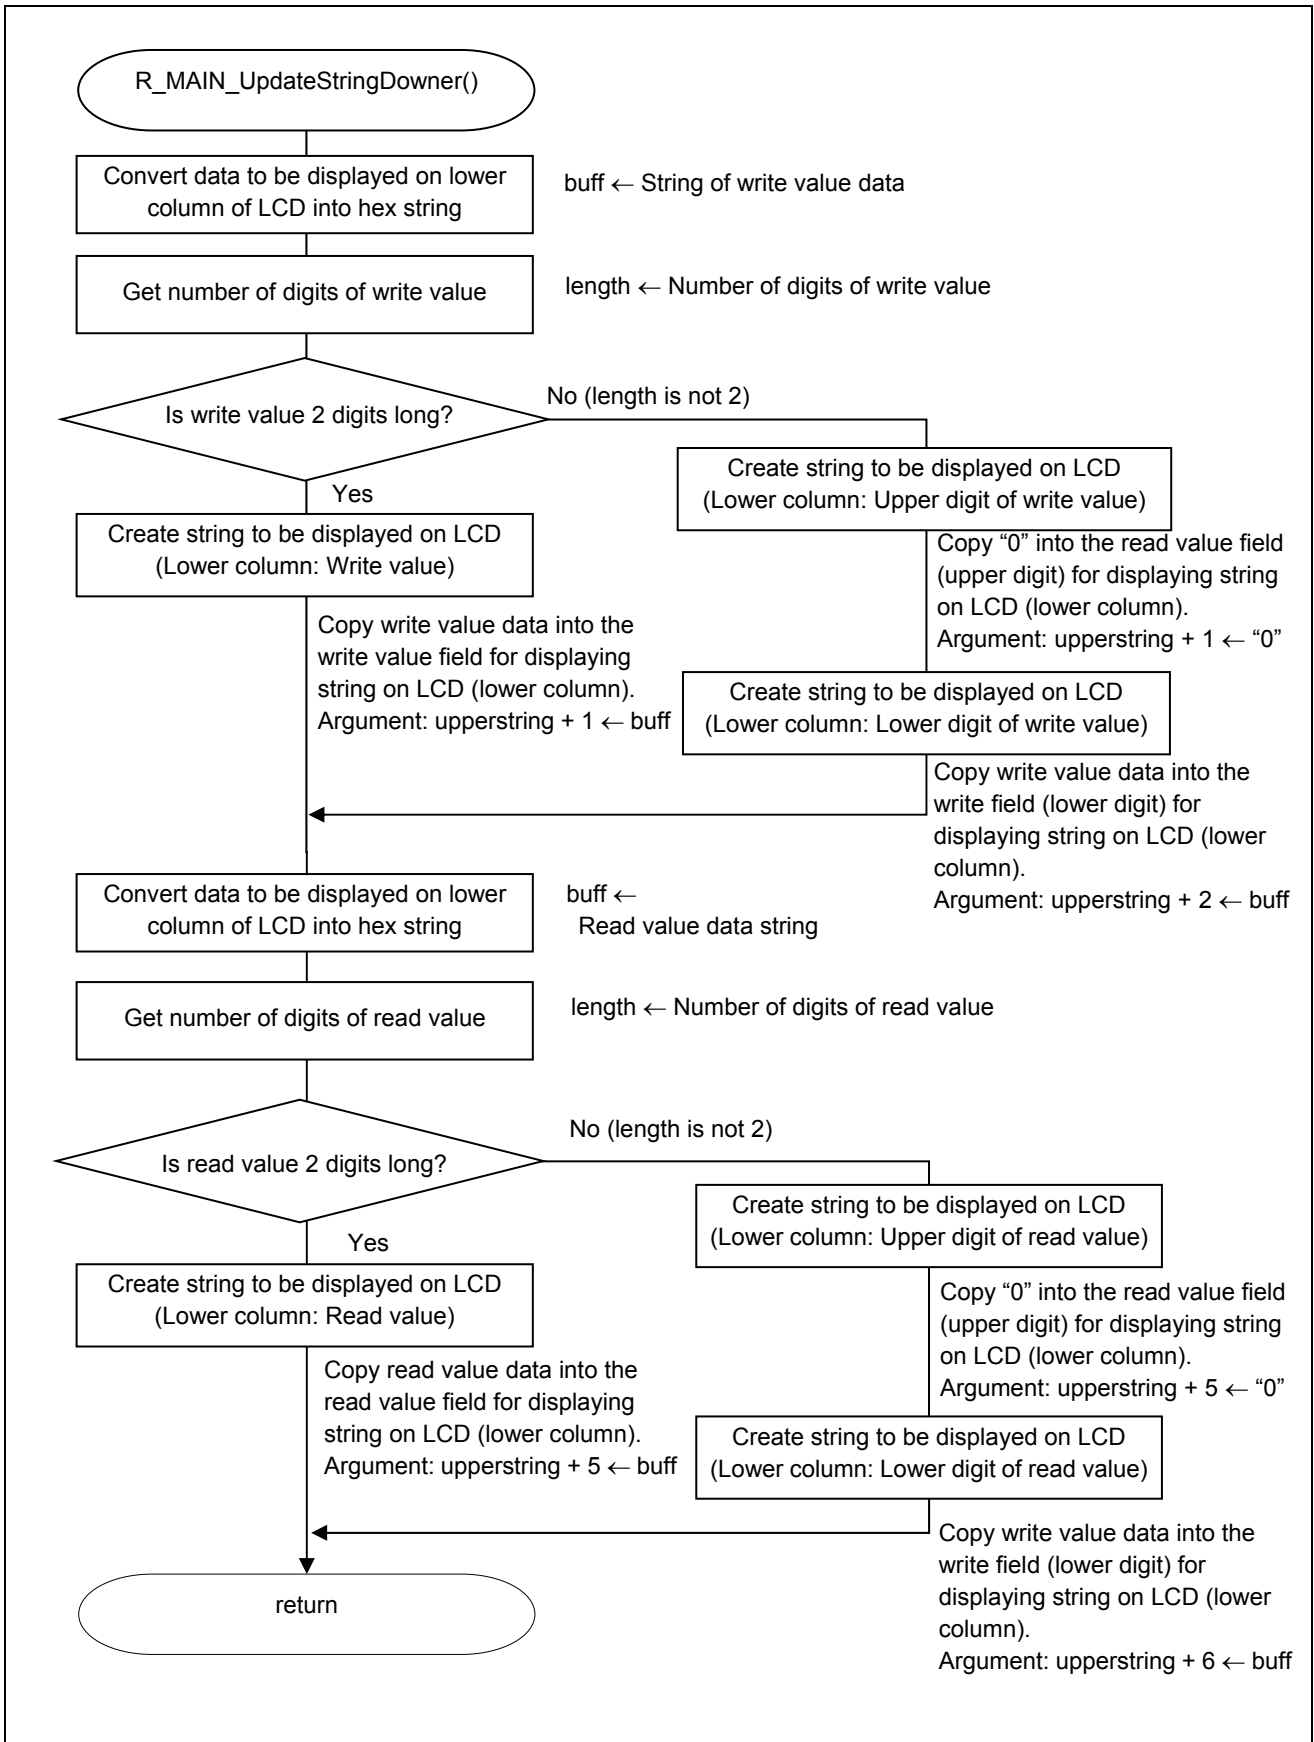 R_MAIN_UpdateStringDowner()
Convert data to be displayed on lower
column of LCD into hex string
buff ← String of write value data
Get number of digits of write value
length ← Number of digits of write value
Is write value 2 digits long?
No (length is not 2)
Yes
Create string to be displayed on LCD
(Lower column: Write value)
Copy write value data into the
write value field for displaying
string on LCD (lower column).
Argument: upperstring + 1 ← buff
Create string to be displayed on LCD
(Lower column: Upper digit of write value)
Copy “0” into the read value field
(upper digit) for displaying string
on LCD (lower column).
Argument: upperstring + 1 ← “0”
Create string to be displayed on LCD
(Lower column: Lower digit of write value)
Copy write value data into the
write field (lower digit) for
displaying string on LCD (lower
column).
Argument: upperstring + 2 ← buff
Convert data to be displayed on lower
column of LCD into hex string
buff ←
Read value data string
Get number of digits of read value
length ← Number of digits of read value
Is read value 2 digits long?
No (length is not 2)
Yes
Create string to be displayed on LCD
(Lower column: Read value)
Copy read value data into the
read value field for displaying
string on LCD (lower column).
Argument: upperstring + 5 ← buff
Create string to be displayed on LCD
(Lower column: Upper digit of read value)
Copy “0” into the read value field
(upper digit) for displaying string
on LCD (lower column).
Argument: upperstring + 5 ← “0”
Create string to be displayed on LCD
(Lower column: Lower digit of read value)
Copy write value data into the
write field (lower digit) for
displaying string on LCD (lower
column).
Argument: upperstring + 6 ← buff
return